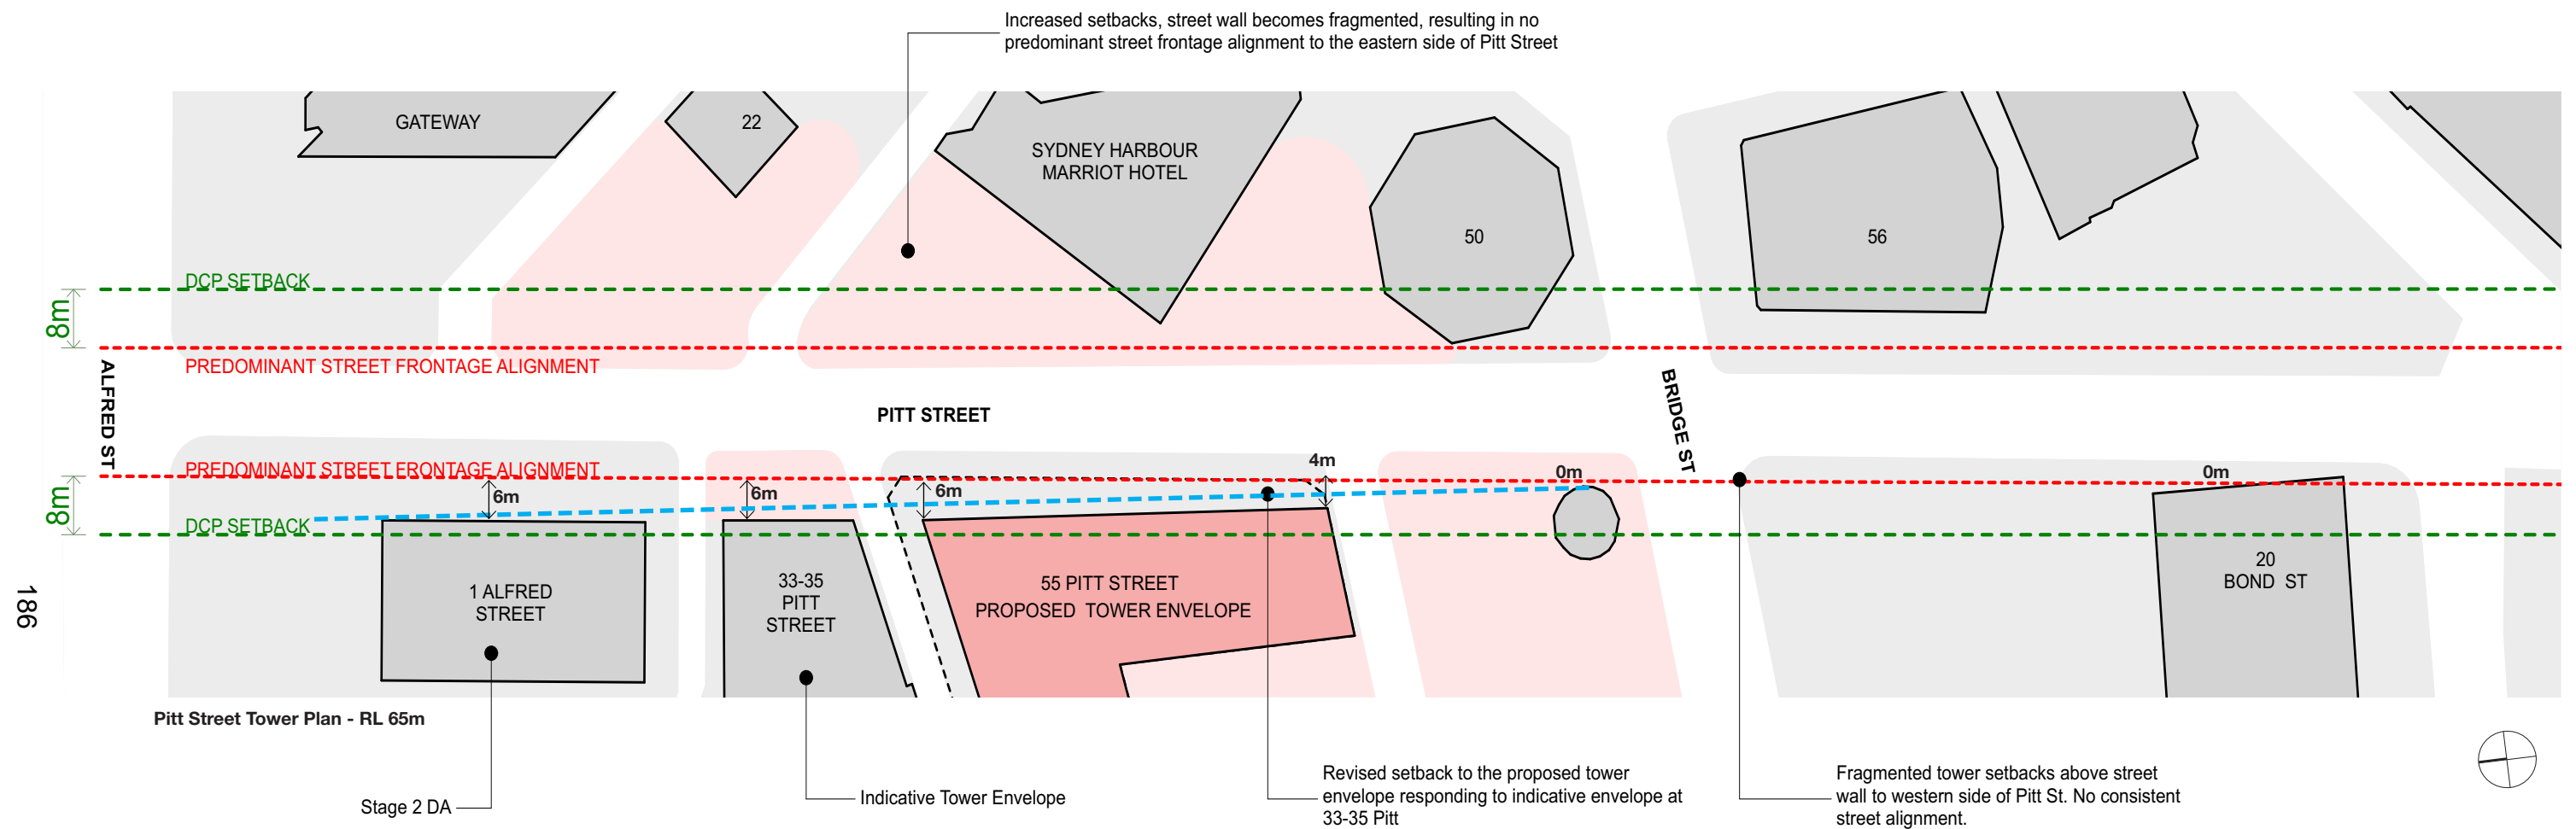 Increased setbacks, street wall becomes fragmented, resulting in no
predominant street frontage alignment to the eastern side of Pitt Street
GATEWAY
22
SYDNEY HARBOUR
MARRIOT HOTEL
50
56
DCP SETBACK
8m
PREDOMINANT STREET FRONTAGE ALIGNMENT
ALFRED ST
PITT STREET
BRIDGE ST
PREDOMINANT STREET FRONTAGE ALIGNMENT
8m
6m
6m
6m
4m
0m
0m
DCP SETBACK
1 ALFRED
STREET
33-35
PITT
STREET
55 PITT STREET
PROPOSED TOWER ENVELOPE
20
BOND ST
186
Pitt Street Tower Plan - RL 65m
Stage 2 DA
Indicative Tower Envelope
Revised setback to the proposed tower
envelope responding to indicative envelope at
33-35 Pitt
Fragmented tower setbacks above street
wall to western side of Pitt St. No consistent
street alignment.